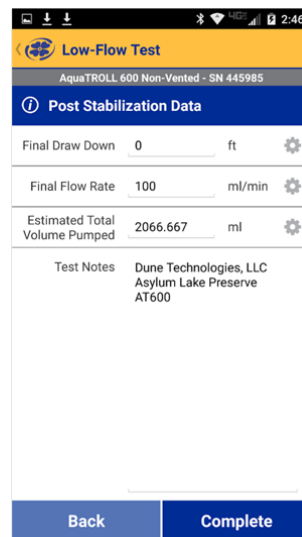 4G 2:46
Low-Flow Test
AquaTROLL 600 Non-Vented - SN 445985
Post Stabilization Data
Final Draw Down 0 ft
Final Flow Rate 100 ml/min
Estimated Total
Volume Pumped 2066.667 ml
Test Notes Dune Technologies, LLC
Asylum Lake Preserve
AT600
Back Complete